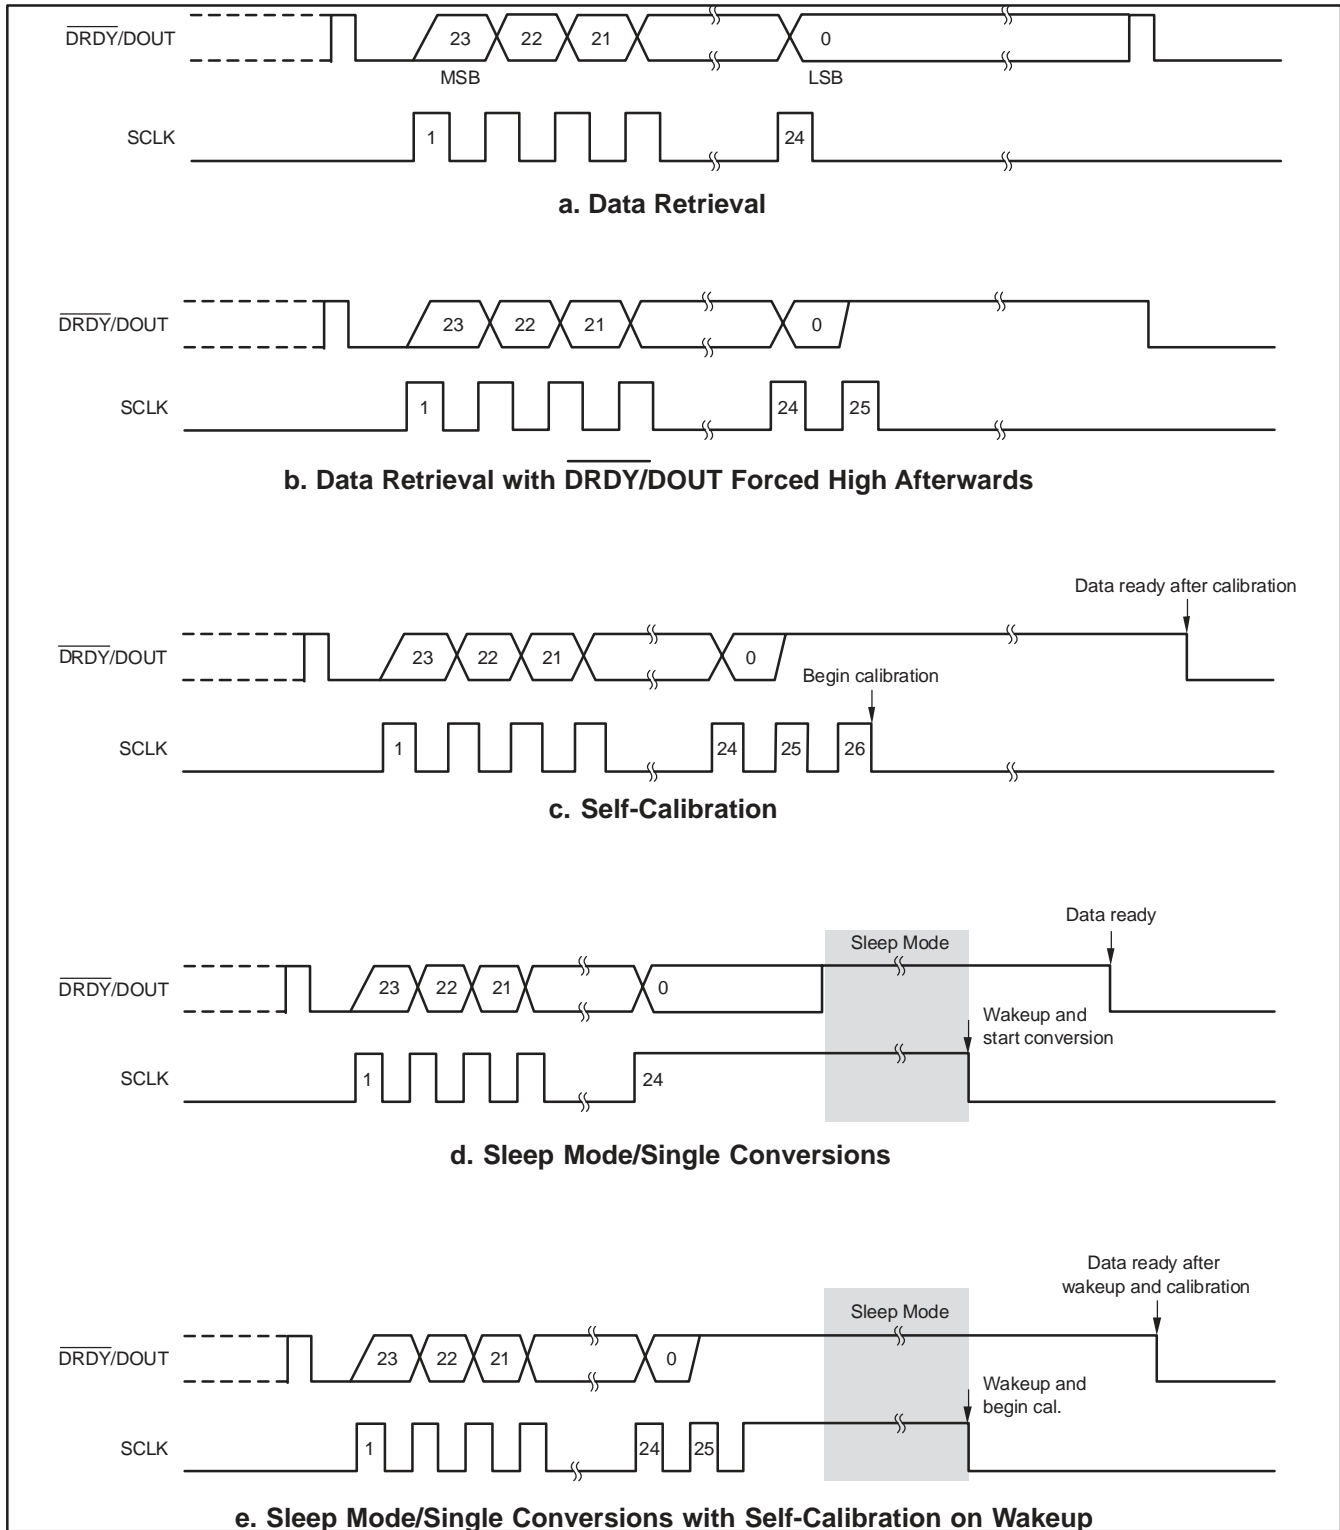 DRDY/DOUT 23 22 21 0
MSB LSB
SCLK 1 24
a. Data Retrieval
DRDY/DOUT 23 22 21 0
SCLK 1 24 25
b. Data Retrieval with DRDY/DOUT Forced High Afterwards
Data ready after calibration
DRDY/DOUT 23 22 21 0
Begin calibration
SCLK 1 24 25 26
c. Self-Calibration
Data ready
Sleep Mode
DRDY/DOUT 23 22 21 0
Wakeup and
start conversion
SCLK 1 24
d. Sleep Mode/Single Conversions
Data ready after
wakeup and calibration
Sleep Mode
DRDY/DOUT 23 22 21 0
Wakeup and
begin cal.
SCLK 1 24 25
e. Sleep Mode/Single Conversions with Self-Calibration on Wakeup